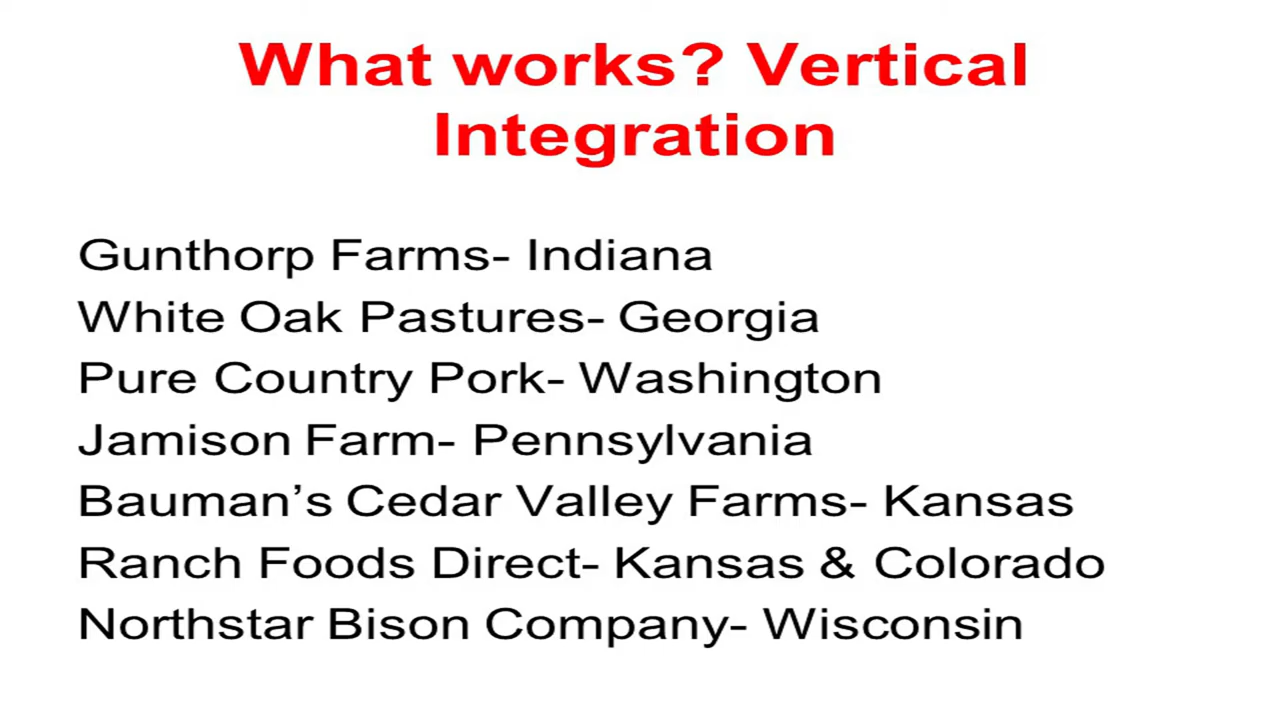 What works? Vertical
Integration
Gunthorp Farms- Indiana
White Oak Pastures- Georgia
Pure Country Pork- Washington
Jamison Farm- Pennsylvania
Bauman’s Cedar Valley Farms- Kansas
Ranch Foods Direct- Kansas & Colorado
Northstar Bison Company- Wisconsin